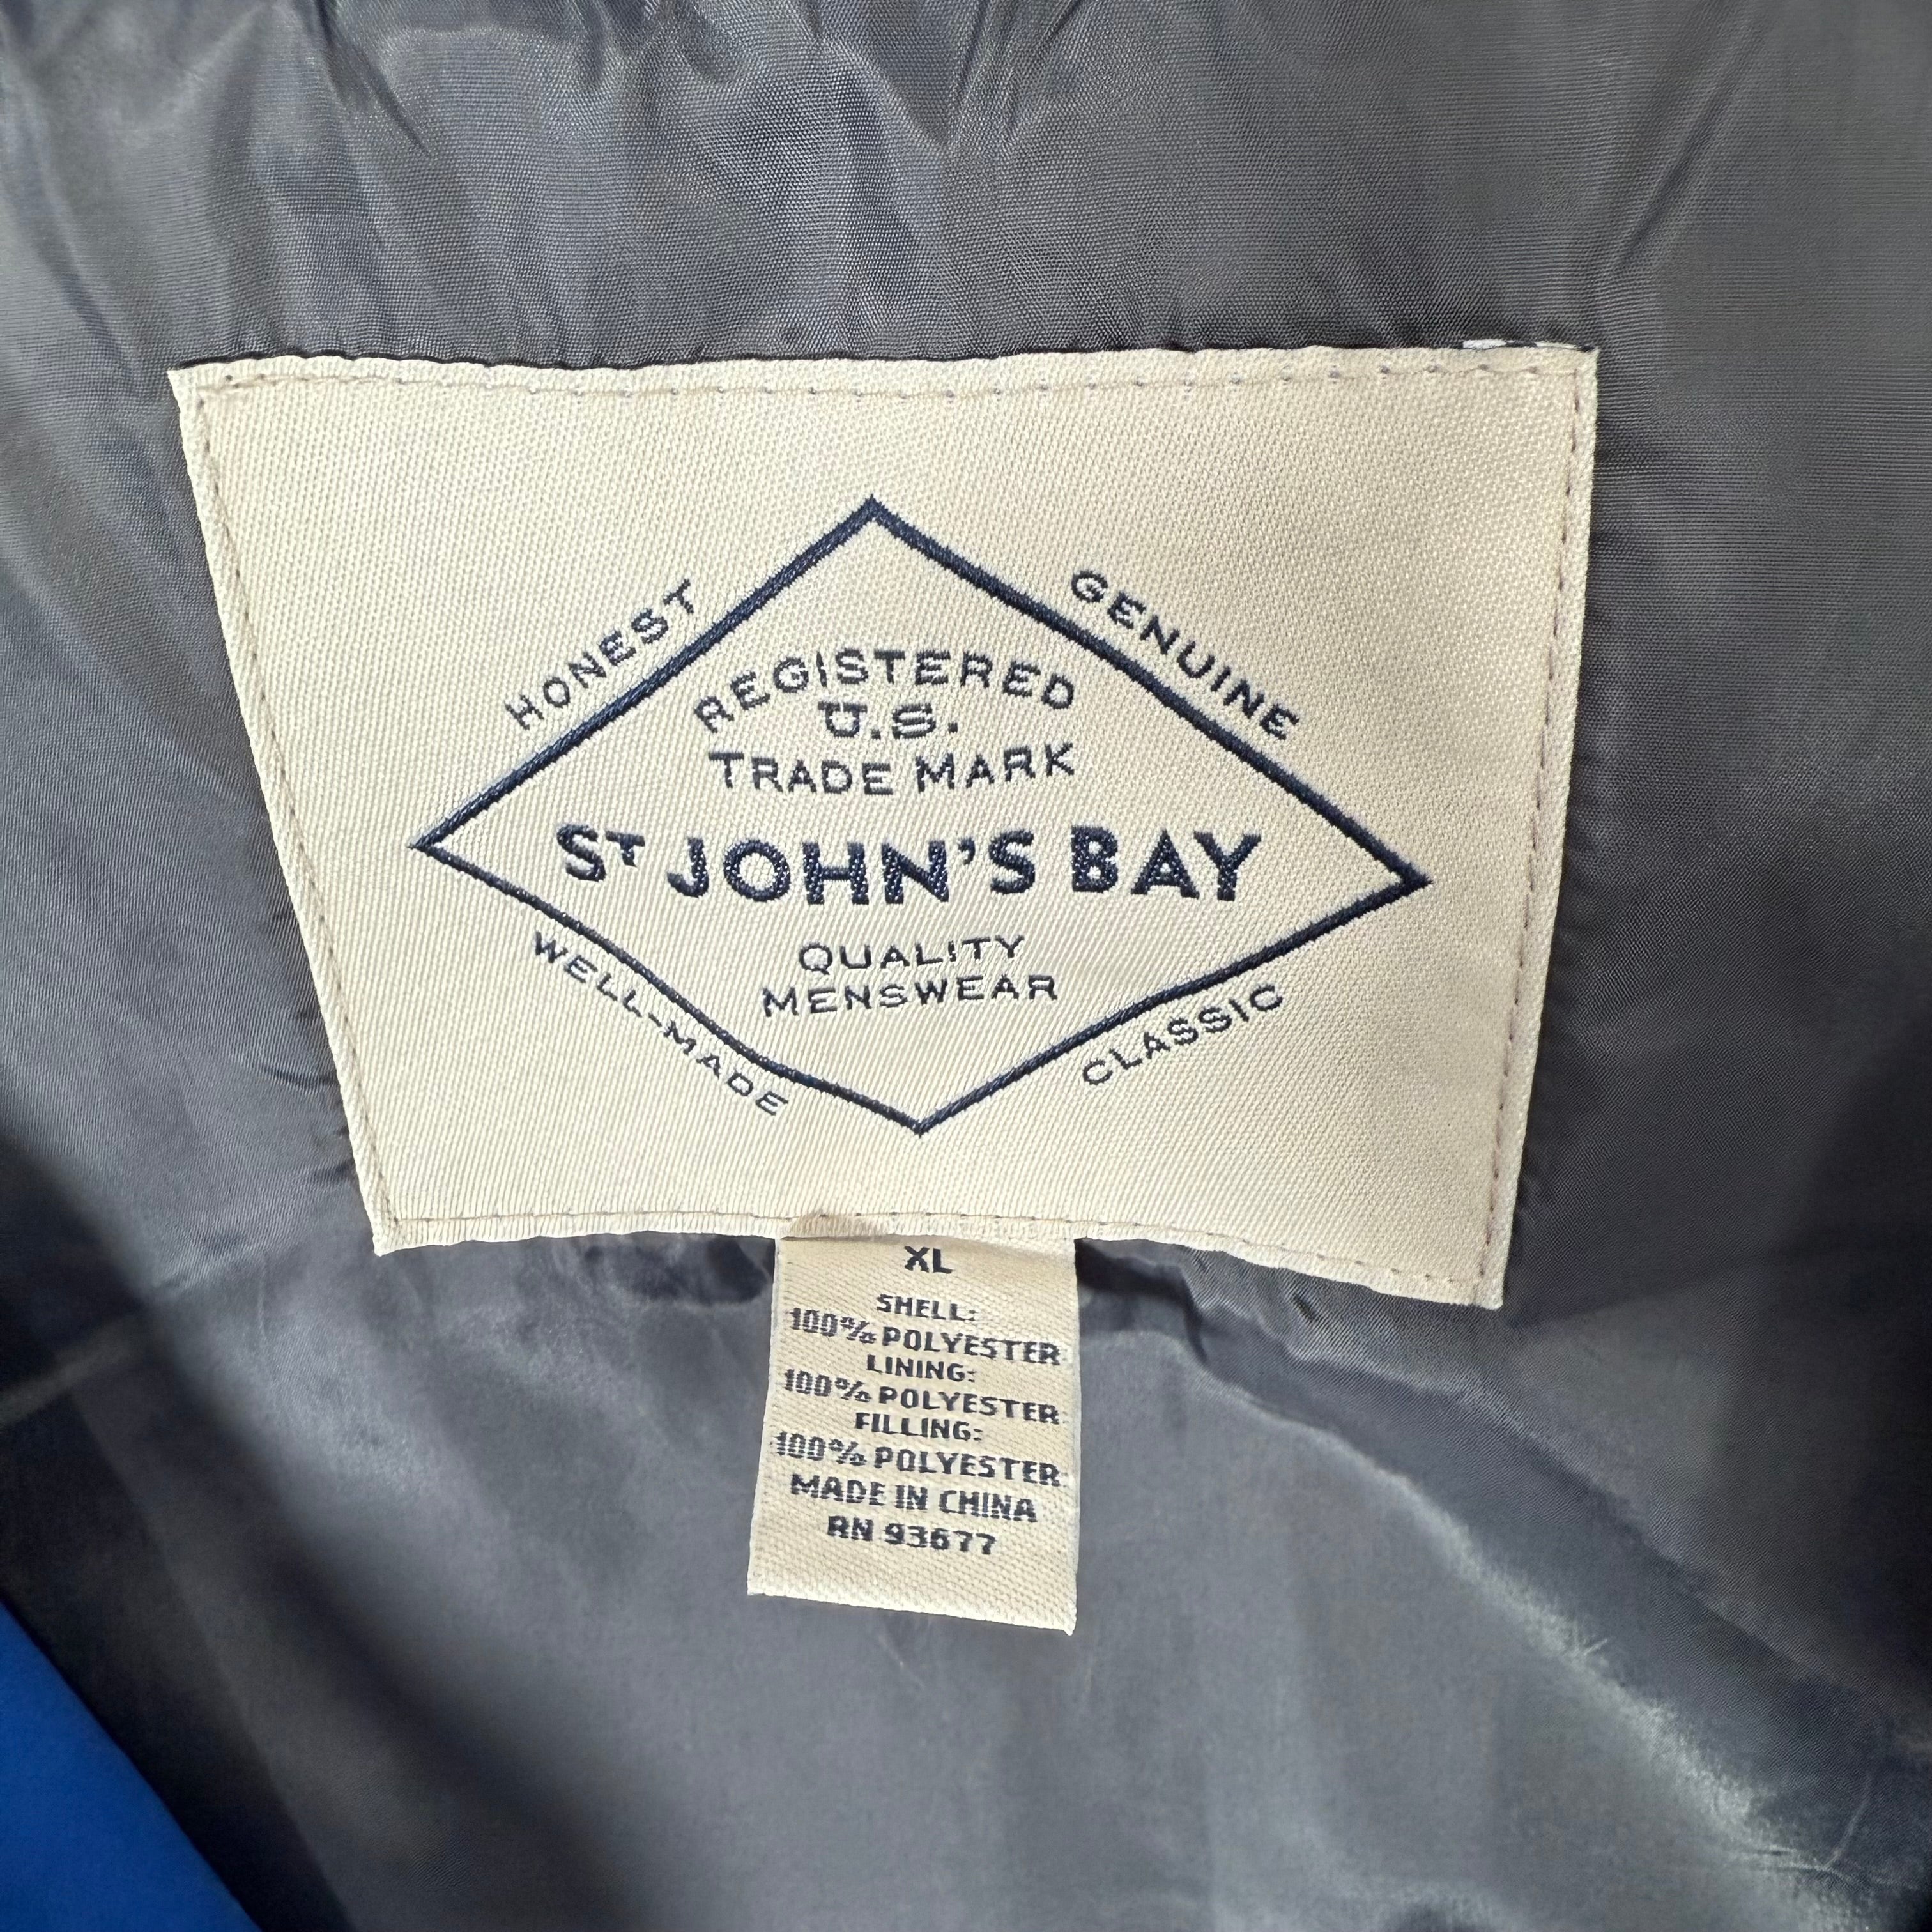 HONEST
GENUINE
REGISTERED
U.S.
TRADE MARK
ST JOHN'S BAY
QUALITY
MENSWEAR
WELL-MADE
CLASSIC
XL
SHELL:
100% POLYESTER
LINING:
100% POLYESTER
FILLING:
100% POLYESTER
MADE IN CHINA
RN 93677